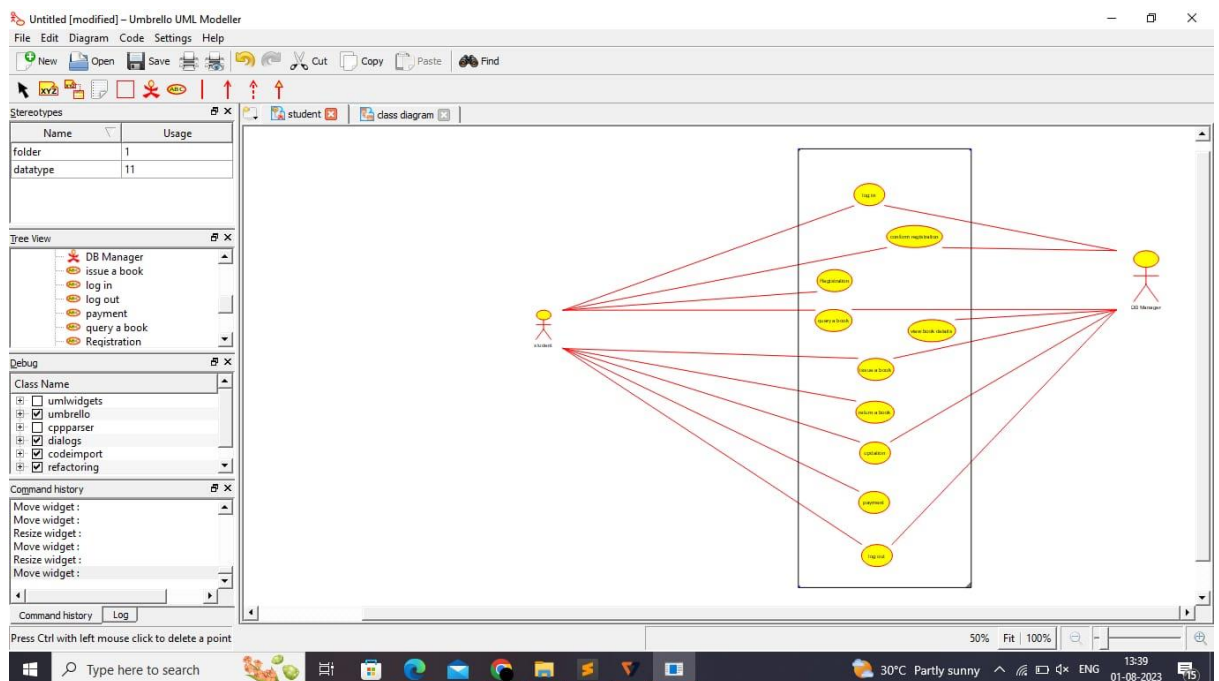 Untitled [modified] – Umbrello UML Modeller
File Edit Diagram Code Settings Help
New Open Save Cut Copy Paste Find
XYZ ABC
Stereotypes
Name Usage
folder 1
datatype 11
Tree View
DB Manager
issue a book
log in
log out
payment
query a book
Registration
Debug
Class Name
umlwidgets
umbrello
cppparser
dialogs
codeimport
refactoring
Command history
Move widget :
Move widget :
Resize widget :
Move widget :
Resize widget :
Move widget :
Command history Log
student class diagram
log in
conform registration
Registration
query a book
view book details
issue a book
return a book
payment
log out
student
DB Manager
Press Ctrl with left mouse click to delete a point
50% Fit 100%
Type here to search
30°C Partly sunny ENG
13:39
01-08-2023
15